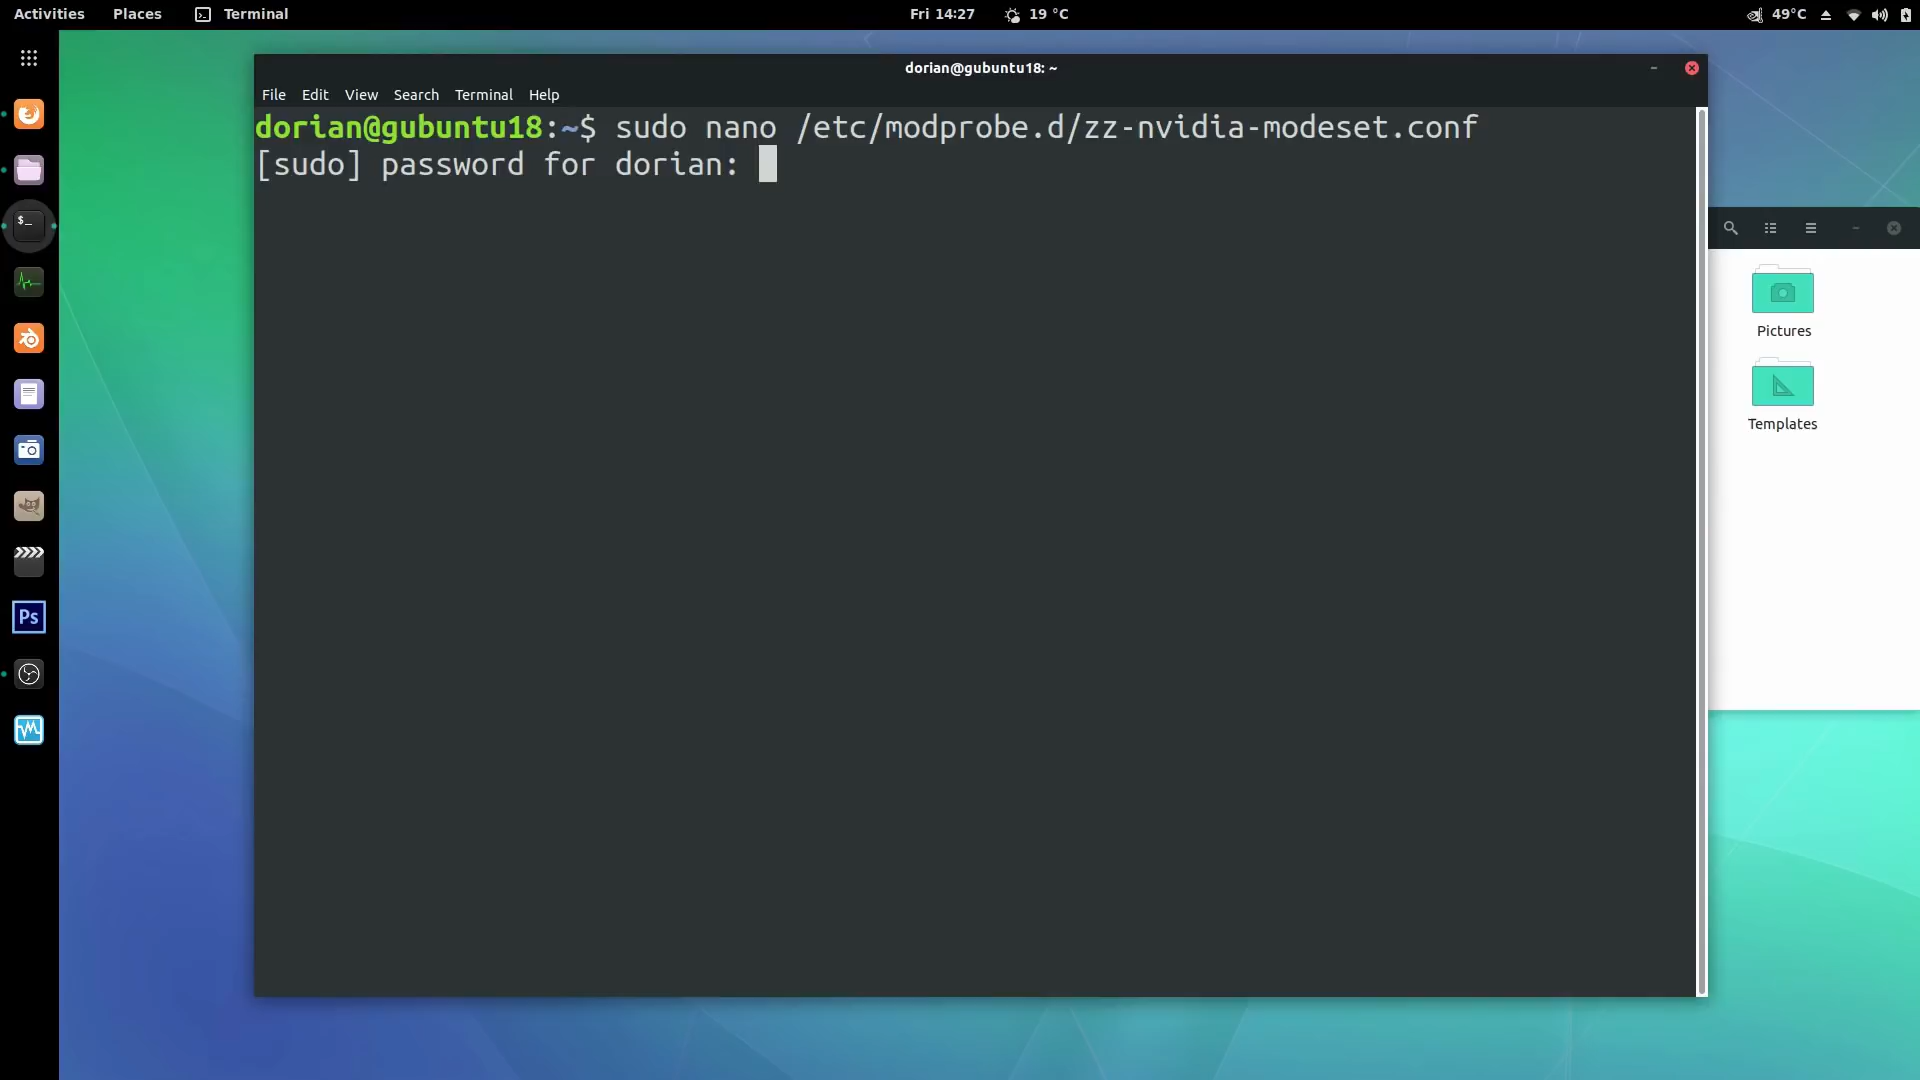 Activities Places Terminal Fri 14:27 19 °C 49°C
dorian@gubuntu18: ~
File Edit View Search Terminal Help
dorian@gubuntu18:~$ sudo nano /etc/modprobe.d/zz-nvidia-modeset.conf
[sudo] password for dorian:
$_
Pictures
Templates
Ps